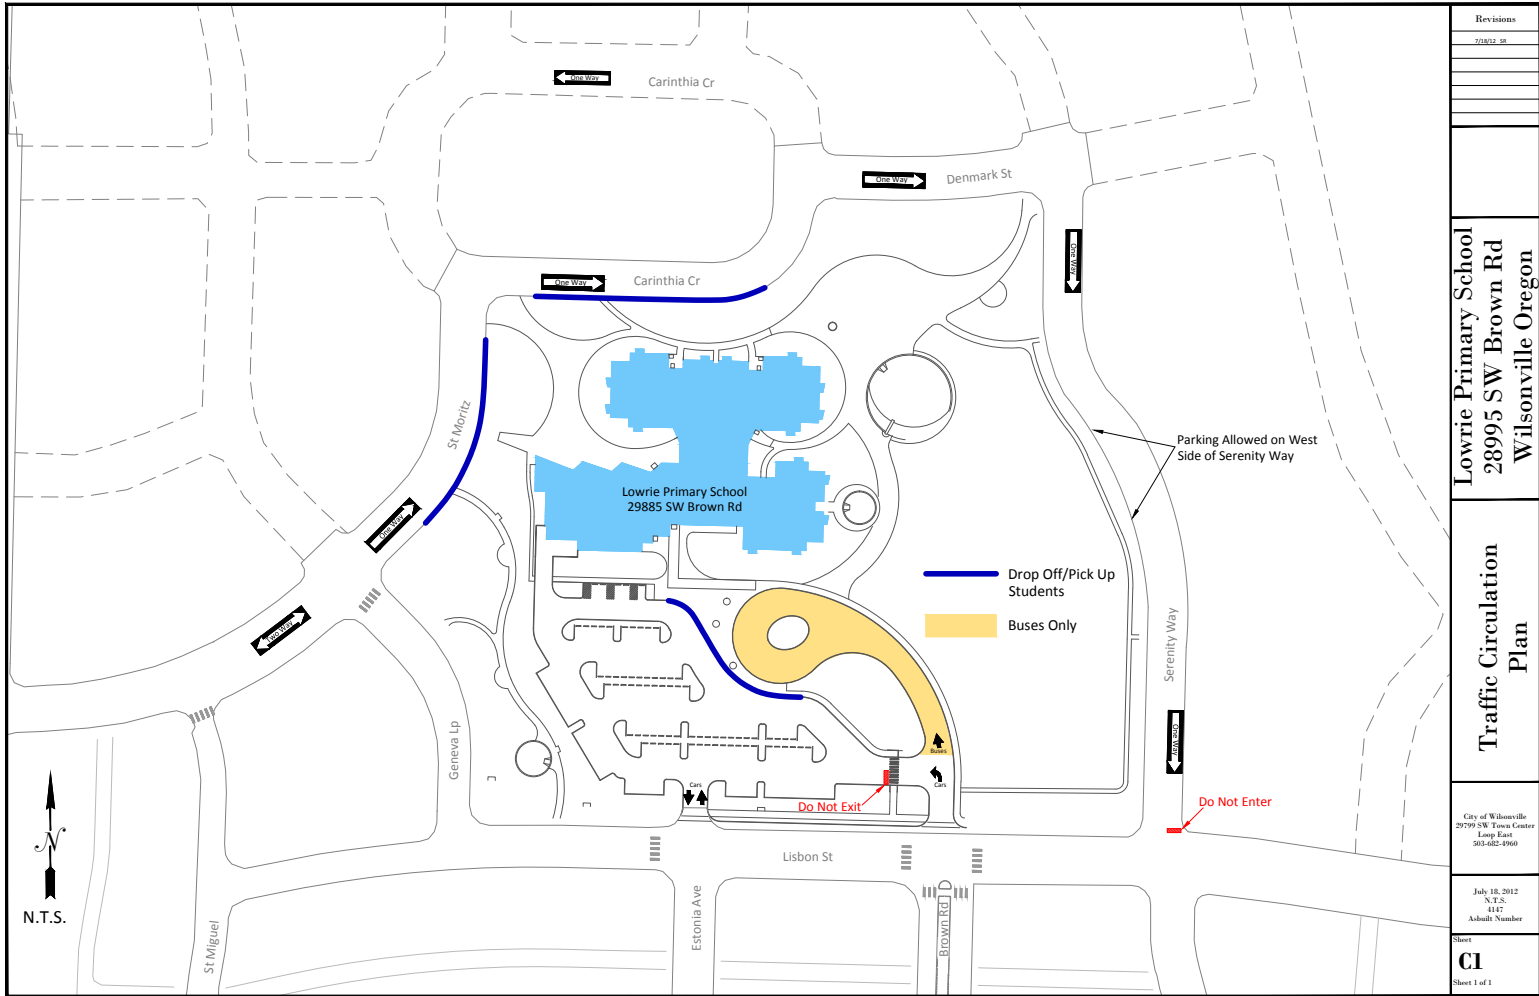 One Way
Carinthia Cr
One Way
Denmark St
One Way
One Way
Carinthia Cr
St Moritz
One Way
Two Way
Lowrie Primary School
29885 SW Brown Rd
Parking Allowed on West
Side of Serenity Way
Drop Off/Pick Up
Students
Buses Only
Serenity Way
One Way
Geneva Lp
Buses
Cars
Cars
Do Not Exit
Do Not Enter
Lisbon St
Estonia Ave
Brown Rd
St Miguel
N
N.T.S.
Revisions
7/18/12 SR
Lowrie Primary School
28995 SW Brown Rd
Wilsonville Oregon
Traffic Circulation
Plan
City of Wilsonville
29799 SW Town Center
Loop East
503-682-4960
July 18, 2012
N.T.S.
4147
Asbuilt Number
Sheet
C1
Sheet 1 of 1